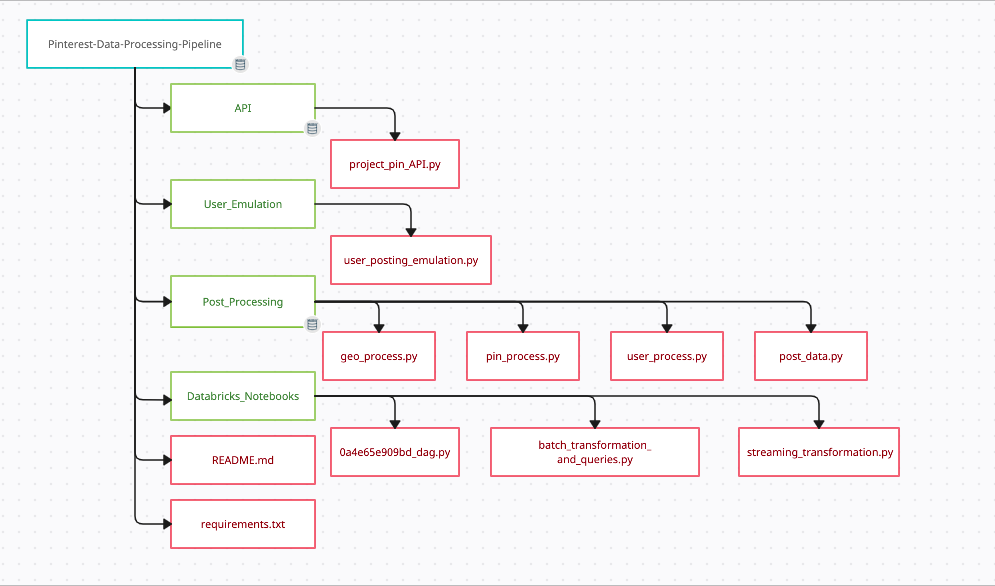 Pinterest-Data-Processing-Pipeline
API
project_pin_API.py
User_Emulation
user_posting_emulation.py
Post_Processing
geo_process.py
pin_process.py
user_process.py
post_data.py
Databricks_Notebooks
0a4e65e909bd_dag.py
batch_transformation_
and_queries.py
streaming_transformation.py
README.md
requirements.txt